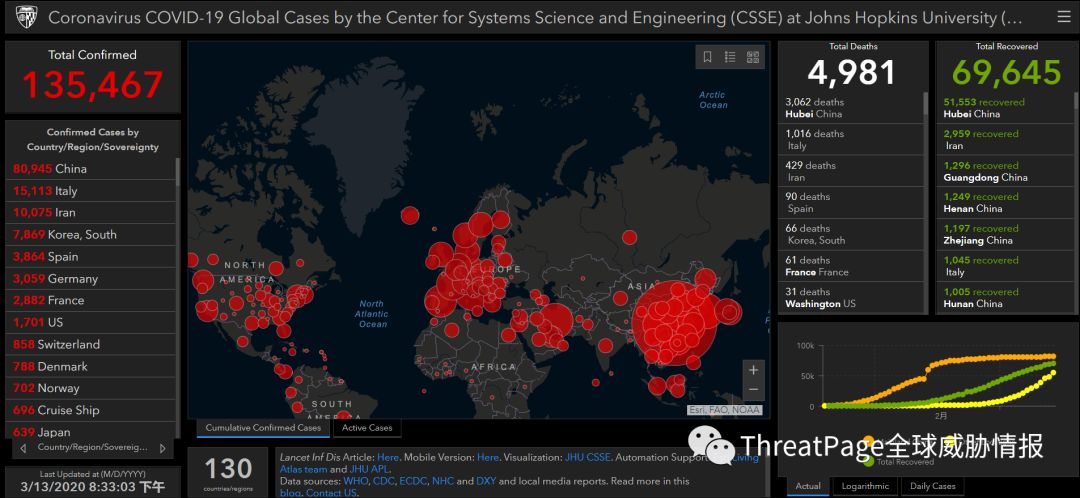 Coronavirus COVID-19 Global Cases by the Center for Systems Science and Engineering (CSSE) at Johns Hopkins University (…
Total Confirmed
135,467
Confirmed Cases by
Country/Region/Sovereignty
80,945 China
15,113 Italy
10,075 Iran
7,869 Korea, South
3,864 Spain
3,059 Germany
2,882 France
1,701 US
858 Switzerland
788 Denmark
702 Norway
696 Cruise Ship
639 Japan
Country/Region/Sovereig...
Last Updated at (M/D/YYYY)
3/13/2020 8:33:03 下午
Arctic
Ocean
NORTH
AMERICA
North
Atlantic
Ocean
ASIA
AFRICA
SOUTH
Esri, FAO, NOAA
Cumulative Confirmed Cases
Active Cases
130
countries/regions
Lancet Inf Dis Article: Here. Mobile Version: Here. Visualization: JHU CSSE. Automation Support: Living
Atlas team and JHU APL.
Data sources: WHO, CDC, ECDC, NHC and DXY and local media reports. Read more in this
blog. Contact US.
Total Deaths
4,981
3,062 deaths
Hubei China
1,016 deaths
Italy
429 deaths
Iran
90 deaths
Spain
66 deaths
Korea, South
61 deaths
France France
31 deaths
Washington US
Total Recovered
69,645
51,553 recovered
Hubei China
2,959 recovered
Iran
1,296 recovered
Guangdong China
1,249 recovered
Henan China
1,197 recovered
Zhejiang China
1,045 recovered
Italy
1,005 recovered
Hunan China
100k
50k
0
2月
ThreatPage全球威胁情报
Total Recovered
Actual
Logarithmic
Daily Cases